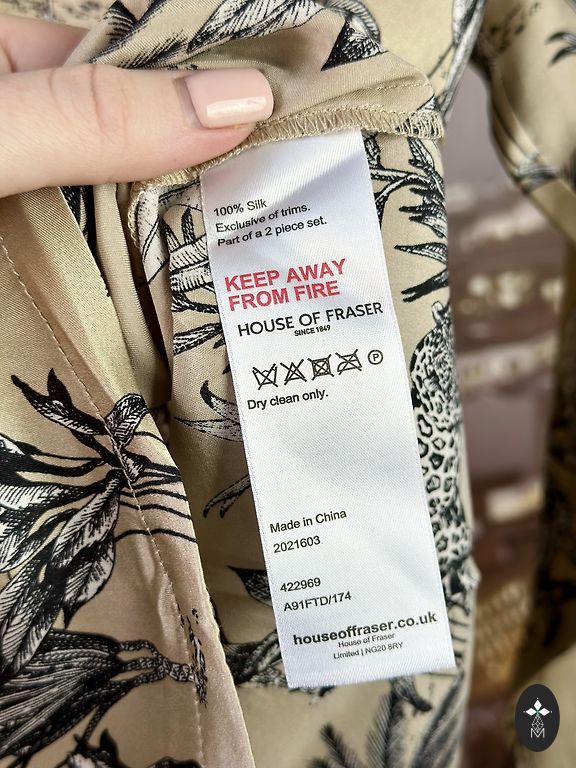 100% Silk
Exclusive of trims.
Part of a 2 piece set.
KEEP AWAY
FROM FIRE
HOUSE OF FRASER
SINCE 1849
P
Dry clean only.
Made in China
2021603
422969
A91FTD/174
houseoffraser.co.uk
House of Fraser
Limited | NG20 8RY
M